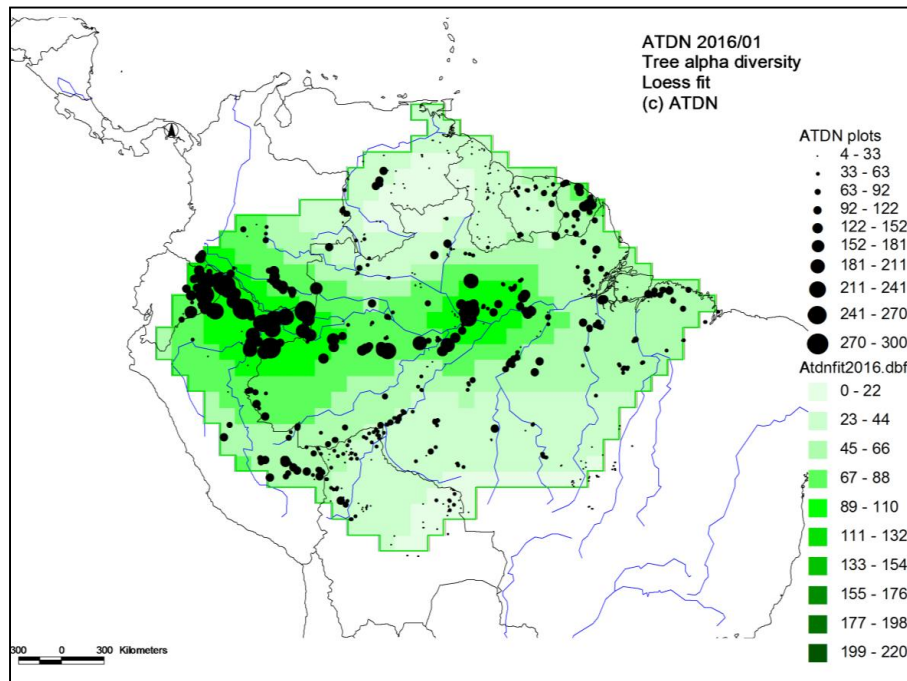 ATDN 2016/01
Tree alpha diversity
Loess fit
(c) ATDN
ATDN plots
4 - 33
33 - 63
63 - 92
92 - 122
122 - 152
152 - 181
181 - 211
211 - 241
241 - 270
270 - 300
Atdnfit2016.dbf
0 - 22
23 - 44
45 - 66
67 - 88
89 - 110
111 - 132
133 - 154
155 - 176
177 - 198
199 - 220
300 0 300 Kilometers